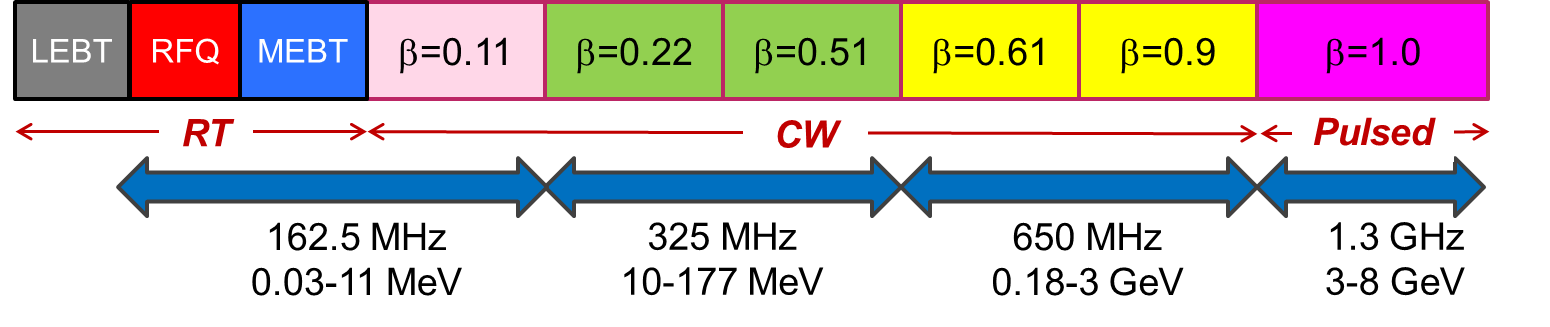 LEBT RFQ MEBT β=0.11 β=0.22 β=0.51 β=0.61 β=0.9 β=1.0
RT CW Pulsed
162.5 MHz 325 MHz 650 MHz 1.3 GHz
0.03-11 MeV 10-177 MeV 0.18-3 GeV 3-8 GeV